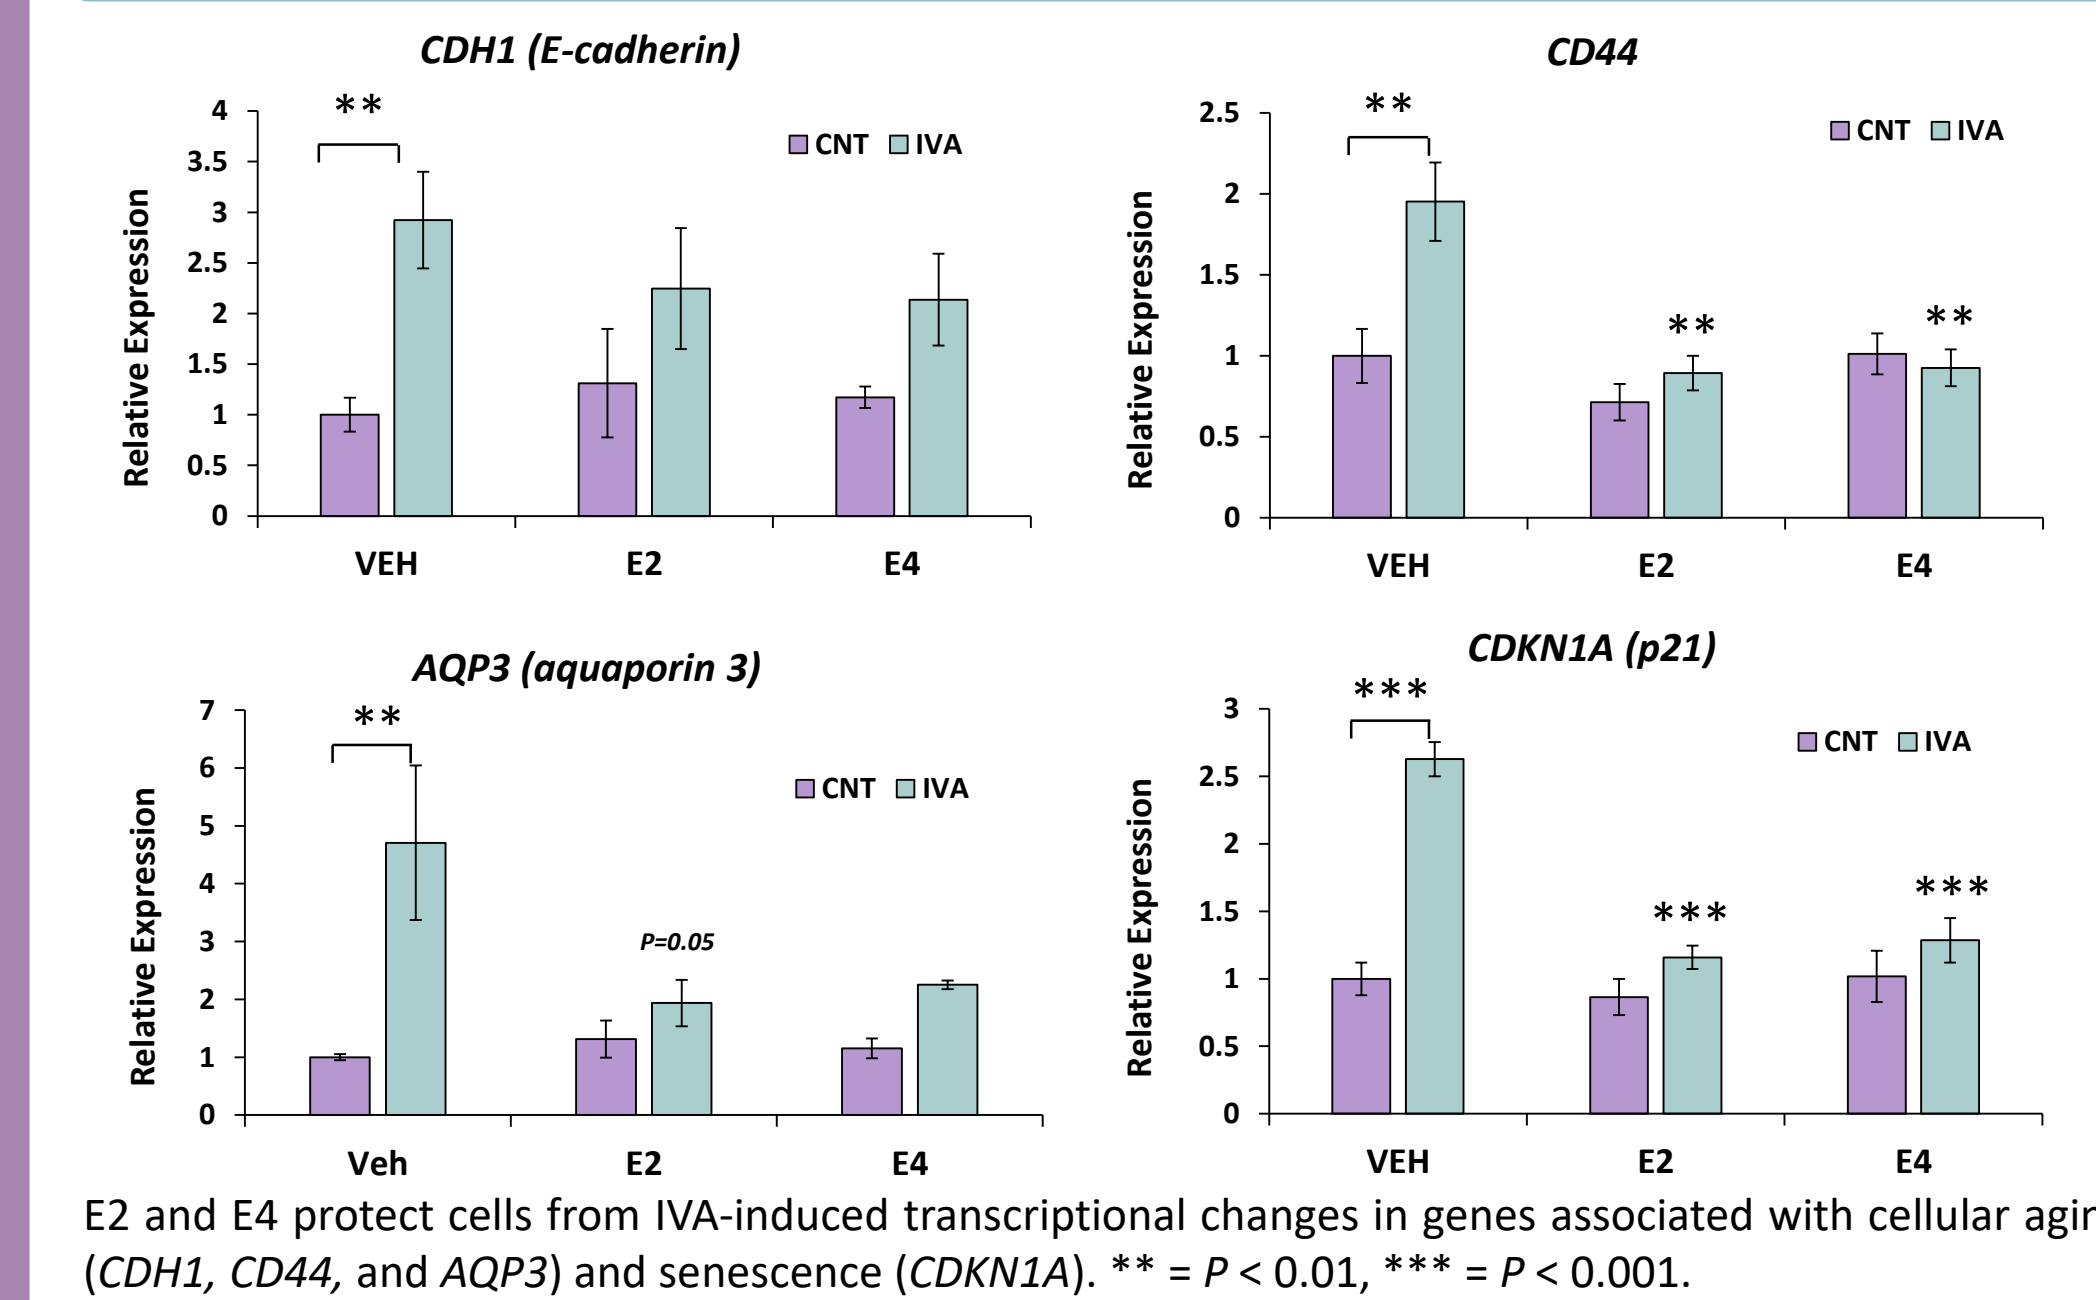 CDH1 (E-cadherin)
**
4
3.5
3
2.5
2
1.5
1
0.5
0
Relative Expression
CNT IVA
VEH E2 E4
CD44
**
2.5
2
1.5
1
0.5
0
Relative Expression
CNT IVA
**
**
VEH E2 E4
AQP3 (aquaporin 3)
**
7
6
5
4
3
2
1
0
Relative Expression
CNT IVA
P=0.05
Veh E2 E4
CDKN1A (p21)
***
3
2.5
2
1.5
1
0.5
0
Relative Expression
CNT IVA
***
***
VEH E2 E4
E2 and E4 protect cells from IVA-induced transcriptional changes in genes associated with cellular agin
(CDH1, CD44, and AQP3) and senescence (CDKN1A). ** = P < 0.01, *** = P < 0.001.